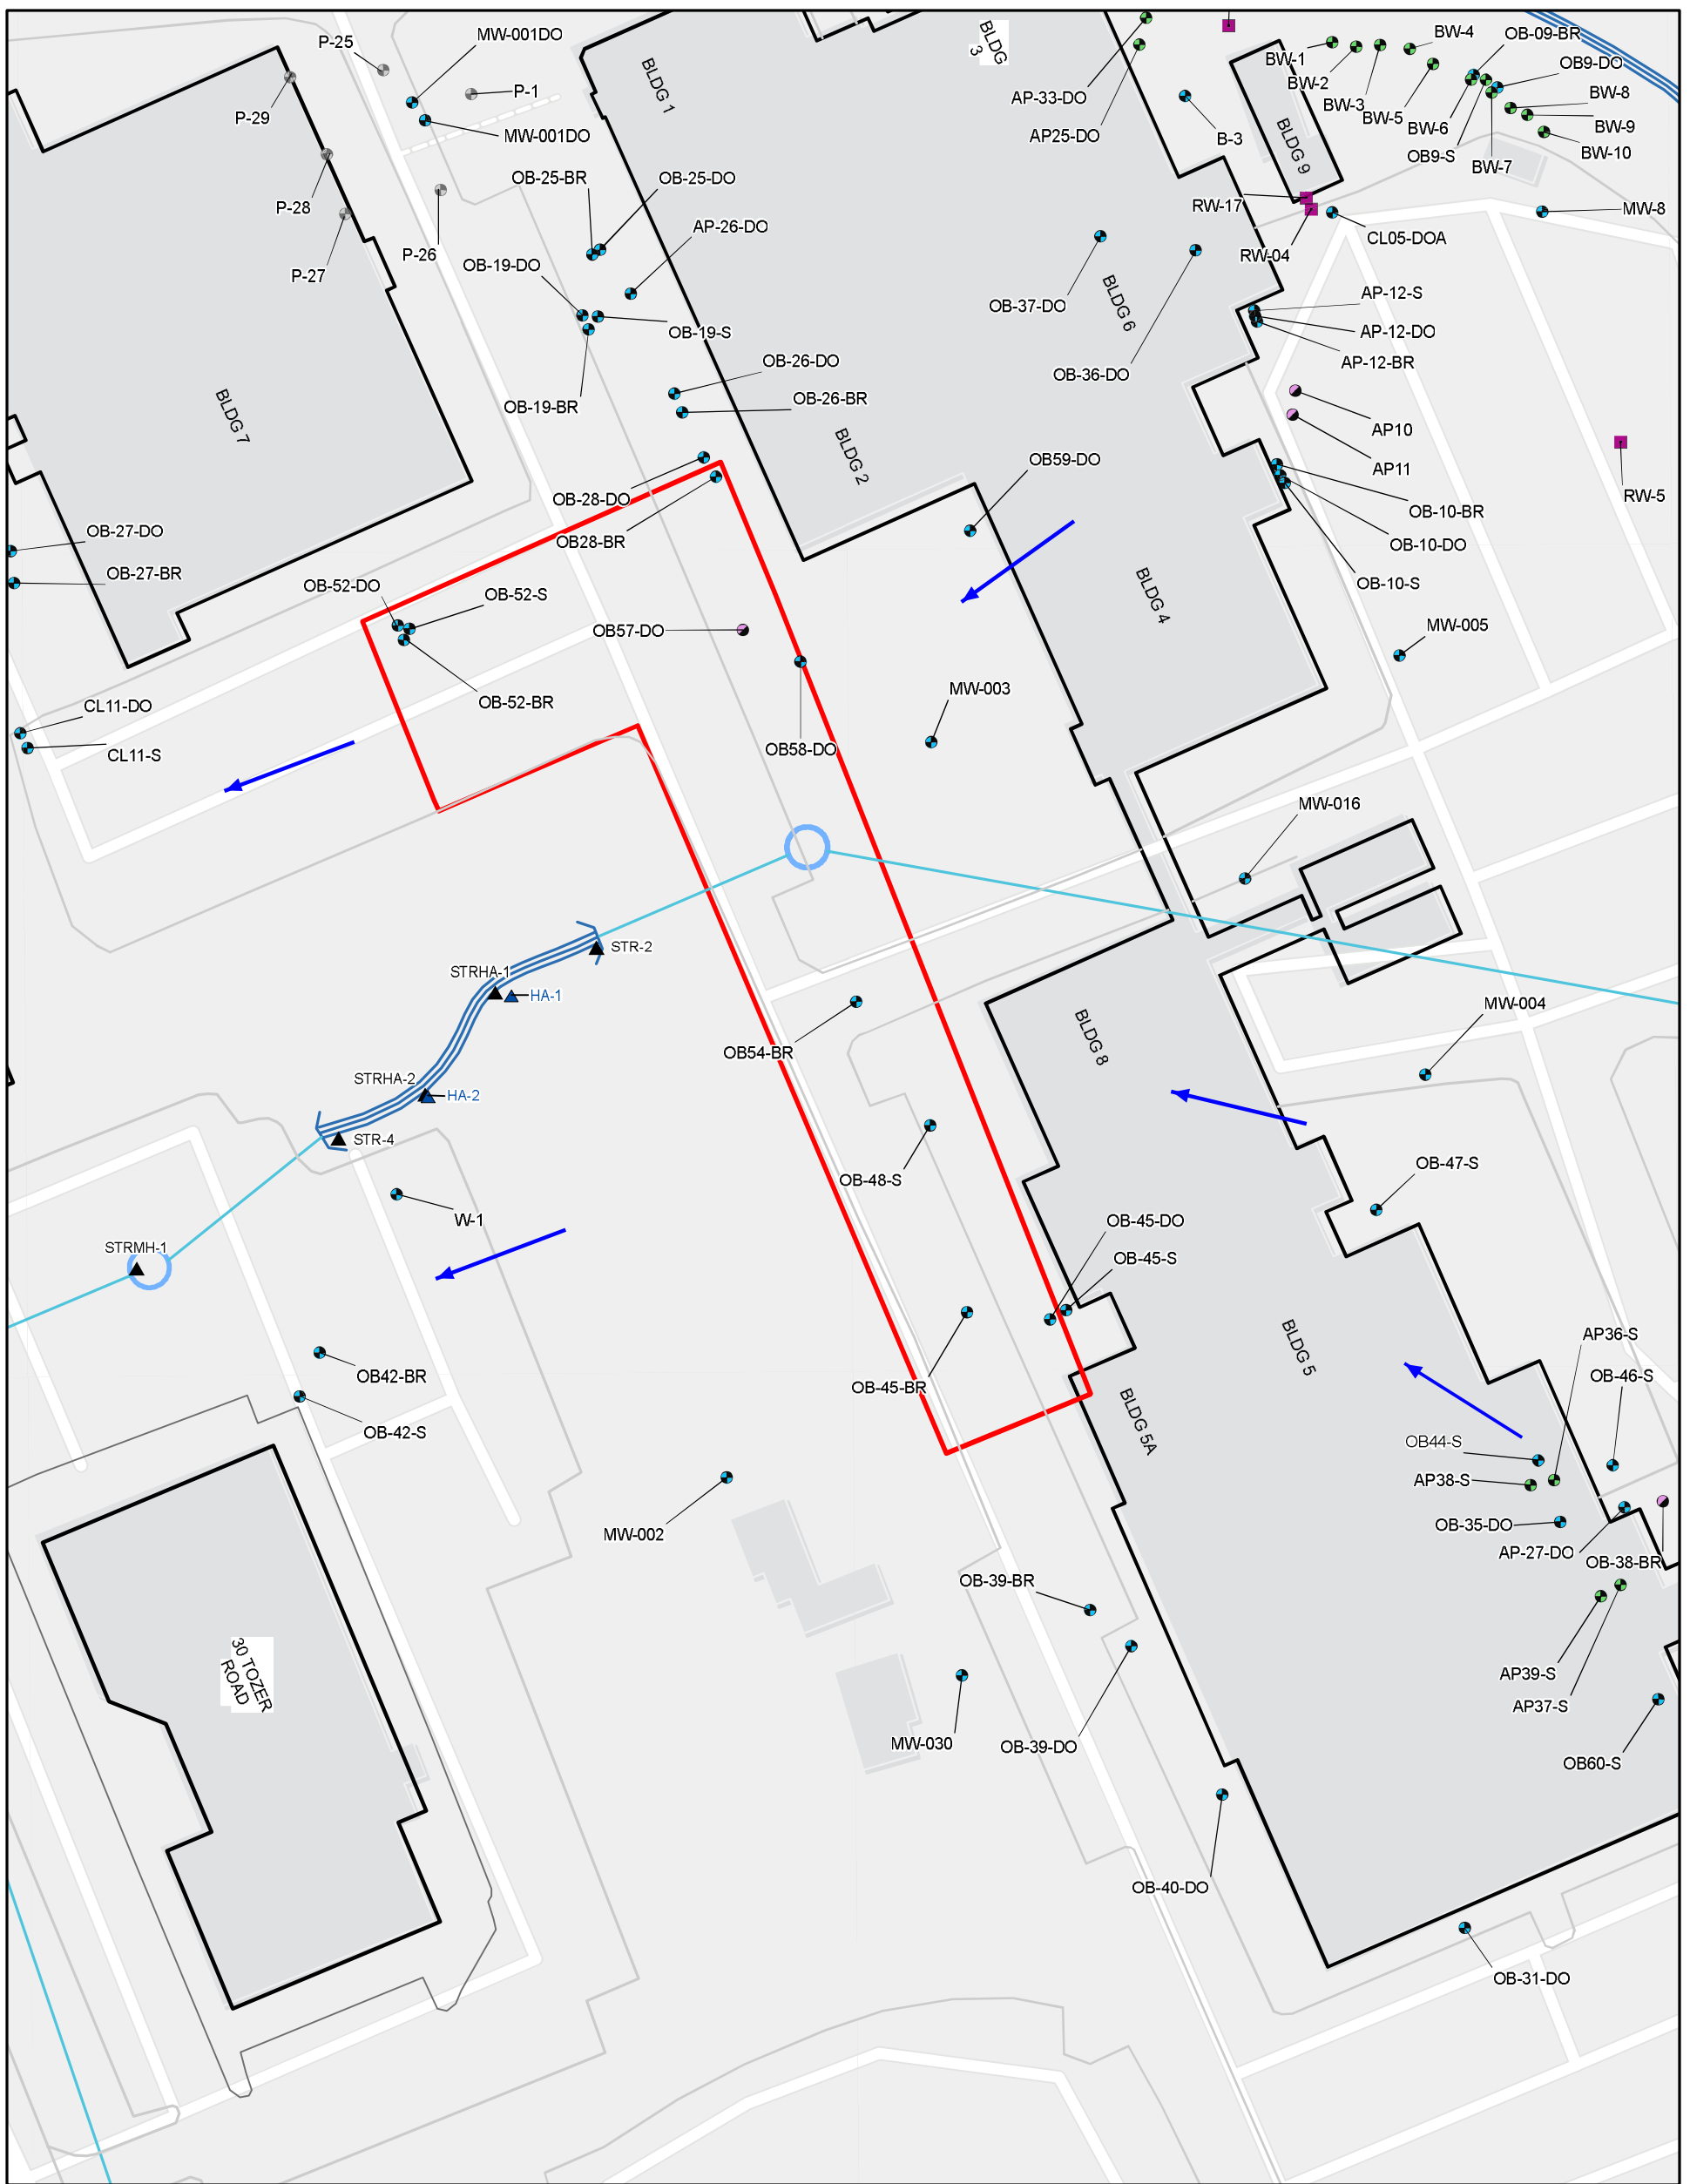 P-25
MW-001DO
BLDG 3
OB-09-BR
BW-4
BW-1
OB9-DO
BLDG 1
BW-2
P-1
BW-8
AP-33-DO
BW-3
P-29
BW-5
BW-9
BW-6
MW-001DO
AP25-DO
B-3
BLDG 9
BW-10
OB9-S
BW-7
OB-25-BR
OB-25-DO
RW-17
P-28
MW-8
AP-26-DO
CL05-DOA
P-26
RW-04
OB-19-DO
P-27
AP-12-S
OB-37-DO
BLDG 6
OB-19-S
AP-12-DO
OB-26-DO
AP-12-BR
OB-36-DO
OB-26-BR
OB-19-BR
BLDG 7
AP10
BLDG 2
OB59-DO
AP11
OB-28-DO
RW-5
OB-10-BR
OB-27-DO
OB28-BR
OB-10-DO
OB-27-BR
OB-10-S
OB-52-DO
OB-52-S
BLDG 4
OB57-DO
MW-005
MW-003
OB-52-BR
CL11-DO
OB58-DO
CL11-S
MW-016
STR-2
STRHA-1
HA-1
MW-004
BLDG 8
OB54-BR
STRHA-2
HA-2
STR-4
OB-47-S
OB-48-S
W-1
OB-45-DO
STRMH-1
OB-45-S
AP36-S
BLDG 5
OB42-BR
OB-46-S
OB-45-BR
BLDG 5A
OB-42-S
OB44-S
AP38-S
OB-35-DO
MW-002
AP-27-DO
OB-38-BR
OB-39-BR
30 TOZER
ROAD
AP39-S
AP37-S
MW-030
OB-39-DO
OB60-S
OB-40-DO
OB-31-DO